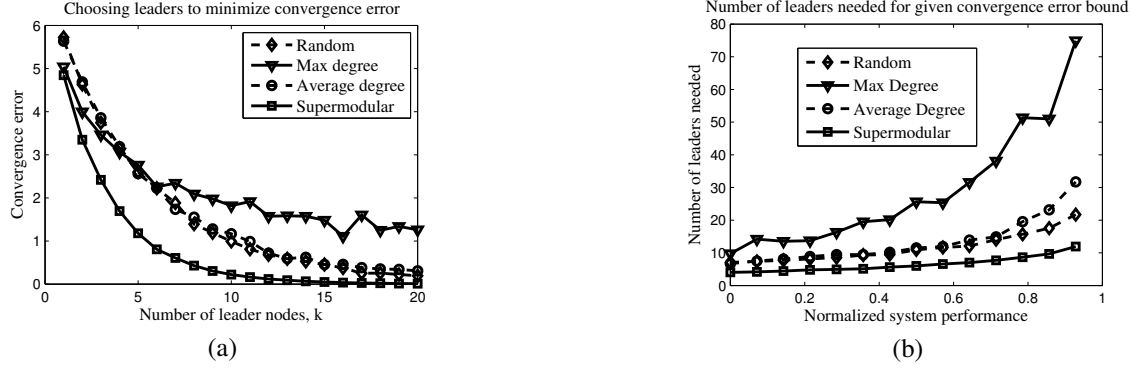 Choosing leaders to minimize convergence error
6
5
4
3
2
1
0
0
5
10
15
20
Convergence error
Number of leader nodes, k
Random
Max degree
Average degree
Supermodular
(a)
Number of leaders needed for given convergence error bound
80
70
60
50
40
30
20
10
0
0
0.2
0.4
0.6
0.8
1
Number of leaders needed
Normalized system performance
Random
Max Degree
Average Degree
Supermodular
(b)